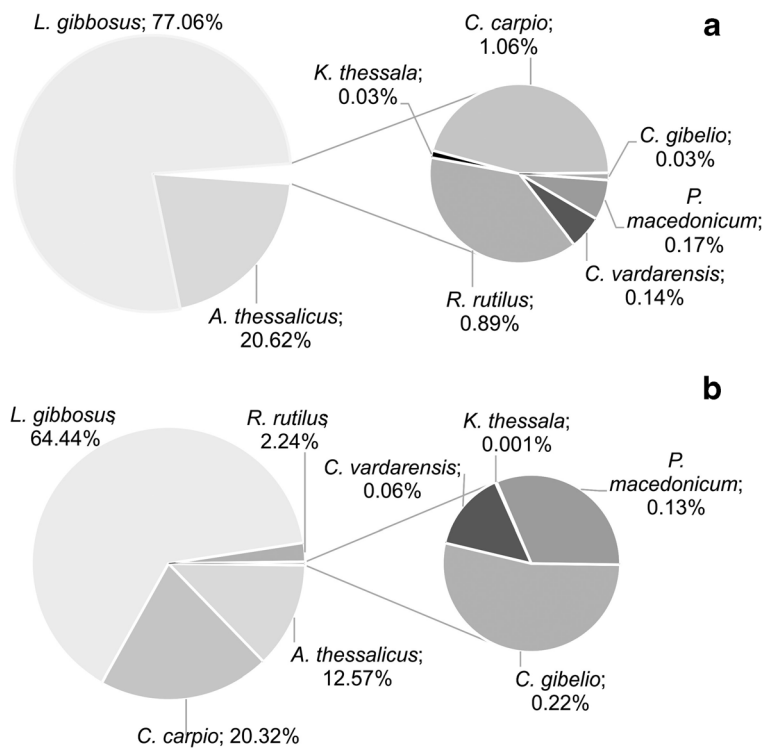 L. gibbosus; 77.06%
a
C. carpio;
1.06%
K. thessala;
0.03%
C. gibelio;
0.03%
P.
macedonicum;
0.17%
C. vardarensis;
0.14%
R. rutilus;
0.89%
A. thessalicus;
20.62%
b
L. gibbosus
64.44%
R. rutilus;
2.24%
K. thessala;
0.001%
C. vardarensis;
0.06%
P.
macedonicum;
0.13%
A. thessalicus;
12.57%
C. gibelio;
0.22%
C. carpio; 20.32%